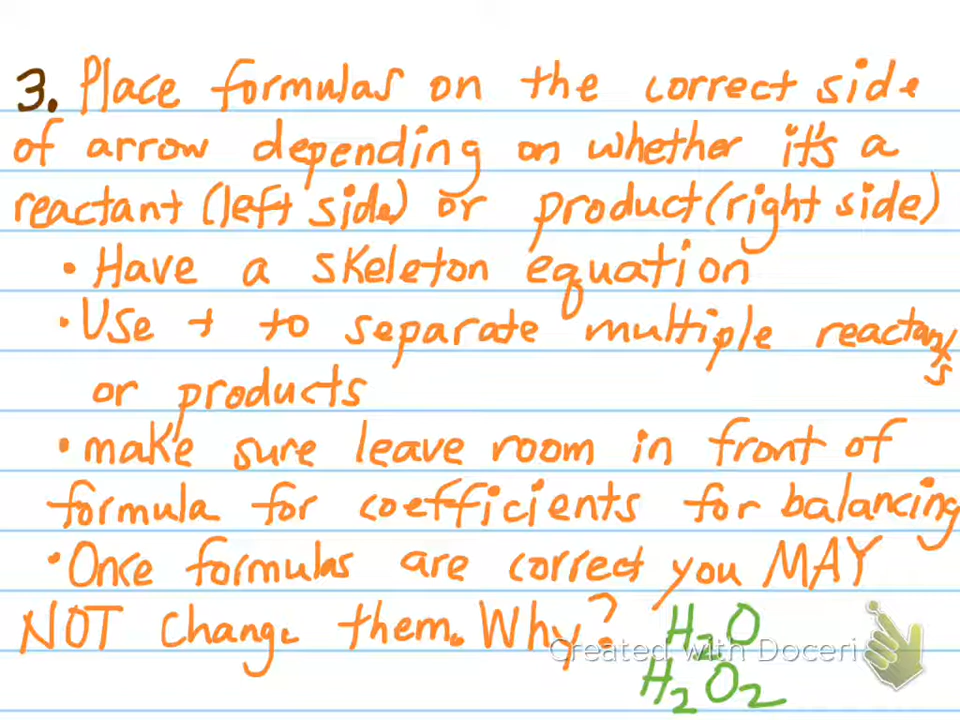 3. Place formulas on the correct side
of arrow depending on whether it's a
reactant (left side) or product (right side)
• Have a skeleton equation
• Use + to separate multiple reactants
or products
• make sure leave room in front of
formula for coefficients for balancing
• Once formulas are correct you MAY
NOT change them. Why? H₂O
Created with Doceri
H₂O₂